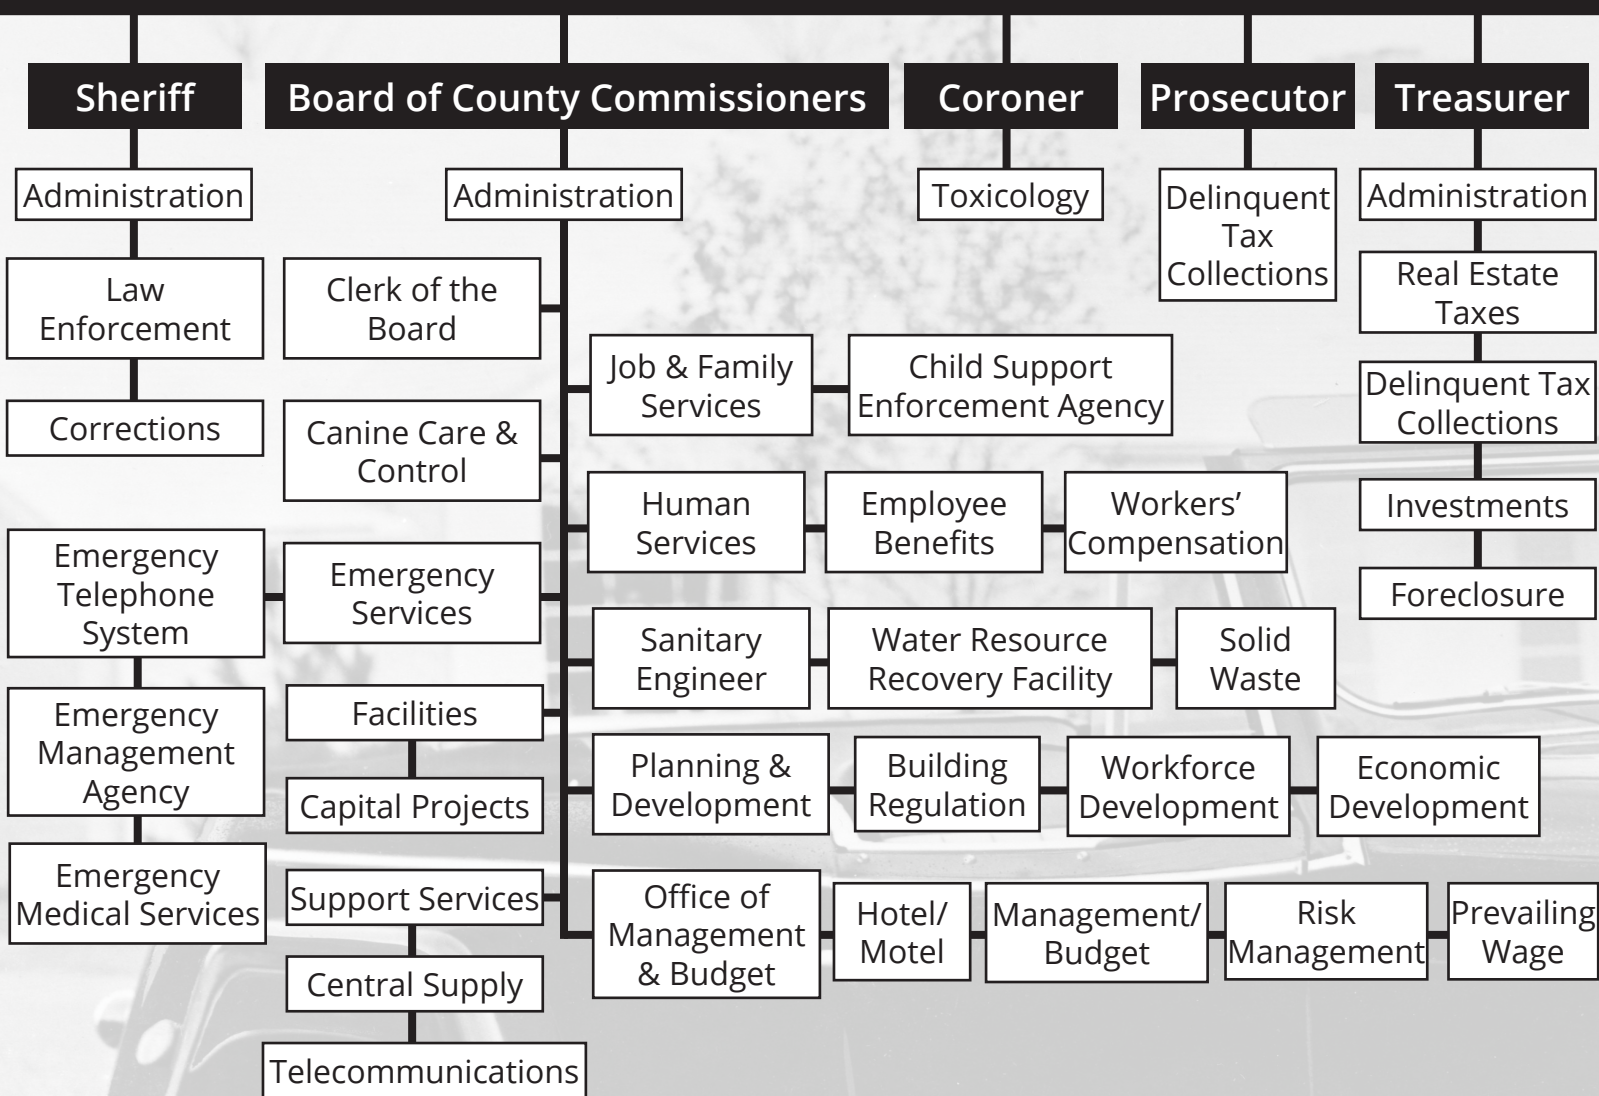 Sheriff
Board of County Commissioners
Coroner
Prosecutor
Treasurer
Administration
Law
Enforcement
Corrections
Administration
Clerk of the
Board
Canine Care &
Control
Emergency
Services
Emergency
Telephone
System
Emergency
Management
Agency
Emergency
Medical Services
Facilities
Capital Projects
Support Services
Central Supply
Telecommunications
Job & Family
Services
Child Support
Enforcement Agency
Human
Services
Employee
Benefits
Workers’
Compensation
Sanitary
Engineer
Water Resource
Recovery Facility
Solid
Waste
Planning &
Development
Building
Regulation
Workforce
Development
Economic
Development
Office of
Management
& Budget
Hotel/
Motel
Management/
Budget
Risk
Management
Prevailing
Wage
Toxicology
Delinquent
Tax
Collections
Administration
Real Estate
Taxes
Delinquent Tax
Collections
Investments
Foreclosure